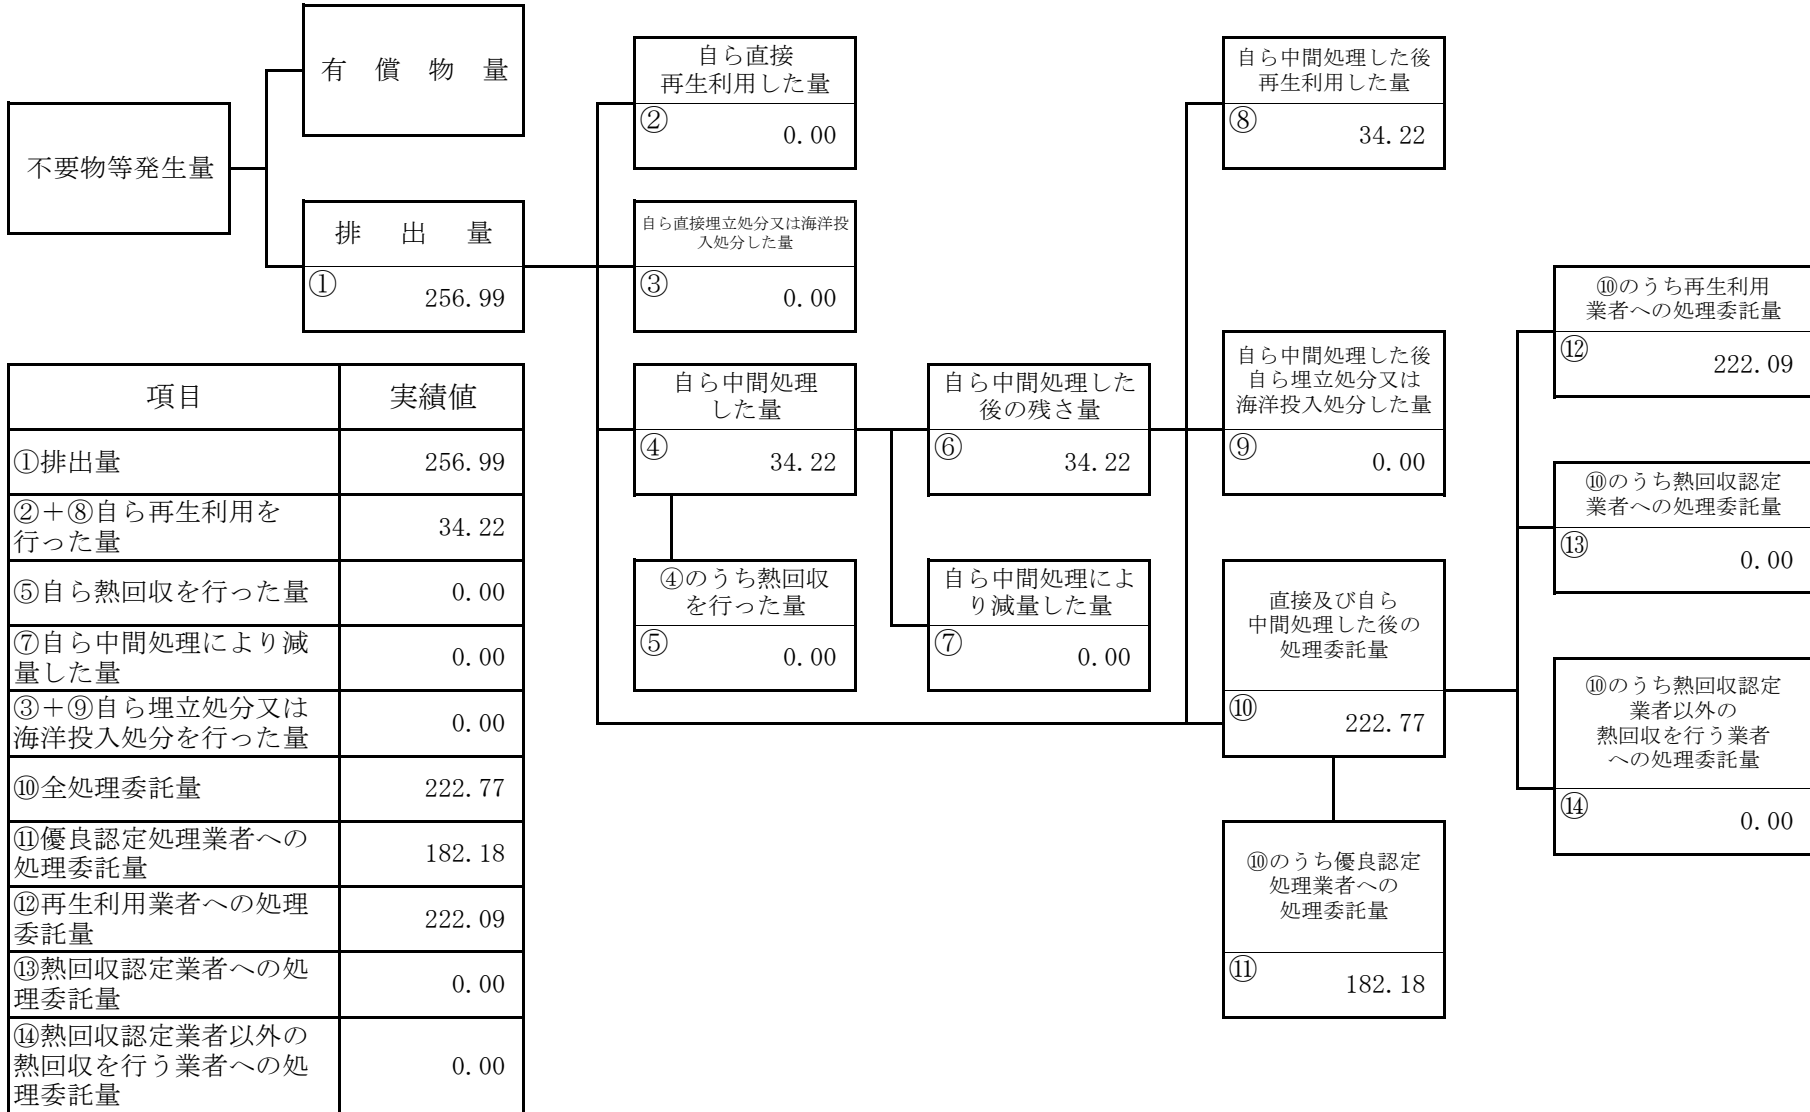 有 償 物 量
不要物等発生量
排 出 量
① 256.99
自ら直接
再生利用した量
② 0.00
自ら直接埋立処分又は海洋投
入処分した量
③ 0.00
自ら中間処理
した量
④ 34.22
④のうち熱回収
を行った量
⑤ 0.00
自ら中間処理した
後の残さ量
⑥ 34.22
自ら中間処理によ
り減量した量
⑦ 0.00
自ら中間処理した後
再生利用した量
⑧ 34.22
自ら中間処理した後
自ら埋立処分又は
海洋投入処分した量
⑨ 0.00
直接及び自ら
中間処理した後の
処理委託量
⑩ 222.77
⑩のうち優良認定
処理業者への
処理委託量
⑪ 182.18
⑩のうち再生利用
業者への処理委託量
⑫ 222.09
⑩のうち熱回収認定
業者への処理委託量
⑬ 0.00
⑩のうち熱回収認定
業者以外の
熱回収を行う業者
への処理委託量
⑭ 0.00
項目 実績値
①排出量 256.99
②+⑧自ら再生利用を
行った量 34.22
⑤自ら熱回収を行った量 0.00
⑦自ら中間処理により減
量した量 0.00
③+⑨自ら埋立処分又は
海洋投入処分を行った量 0.00
⑩全処理委託量 222.77
⑪優良認定処理業者への
処理委託量 182.18
⑫再生利用業者への処理
委託量 222.09
⑬熱回収認定業者への処
理委託量 0.00
⑭熱回収認定業者以外の
熱回収を行う業者への処
理委託量 0.00